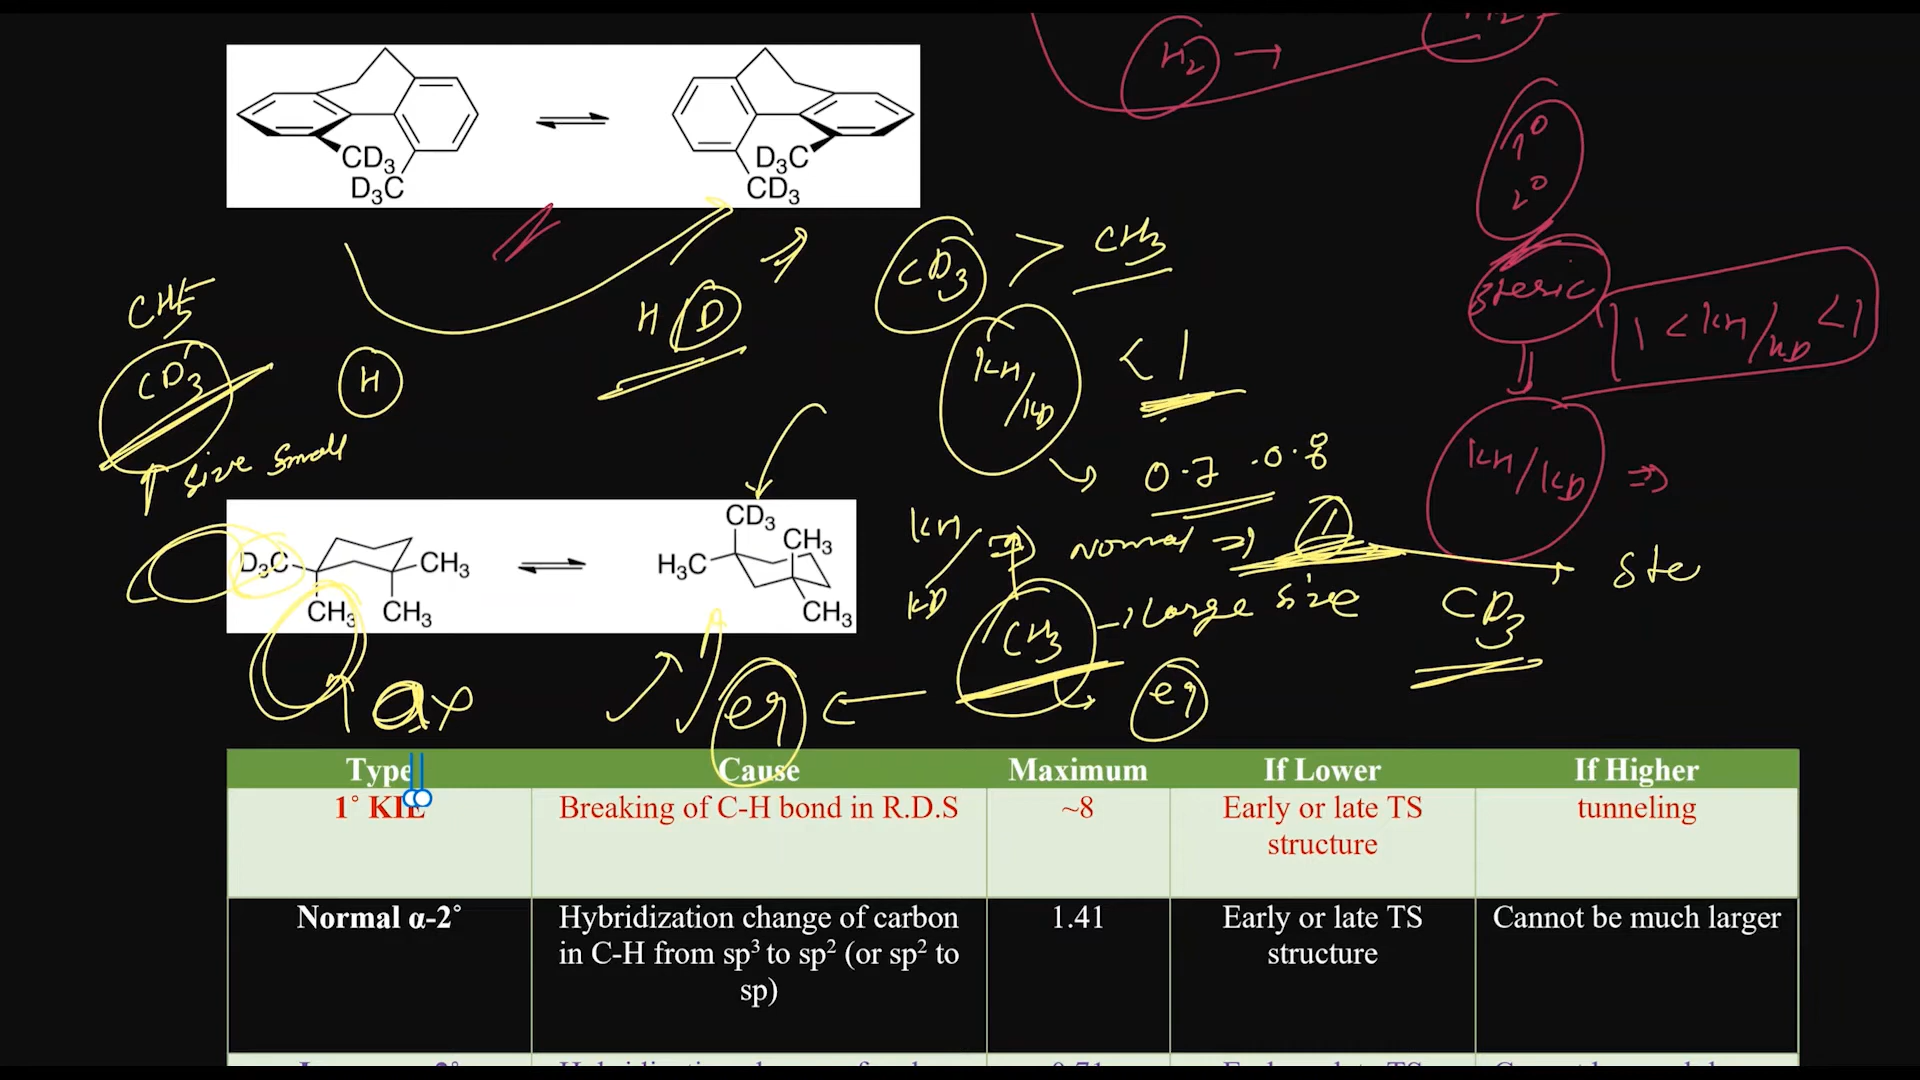 H2 →
1°
2°
CD3
D3C
D3C
CD3
CD3 > CH3
steric
H D
CH3
1 < kH/kD < 1
CD3
H
kH/kD < 1
size small
0.7 - 0.8
kH/kD ⇒
CD3
CH3
kH/kD ⇒ normal → 1
D3C
CH3
H3C
Ste
CH3 CH3
CH3
CH3 → Large size
CD3
ax
eq ←
eq
Type Cause Maximum If Lower If Higher
1° KIE Breaking of C-H bond in R.D.S ~8 Early or late TS tunneling
structure
Normal α-2° Hybridization change of carbon 1.41 Early or late TS Cannot be much larger
in C-H from sp³ to sp² (or sp² to structure
sp)